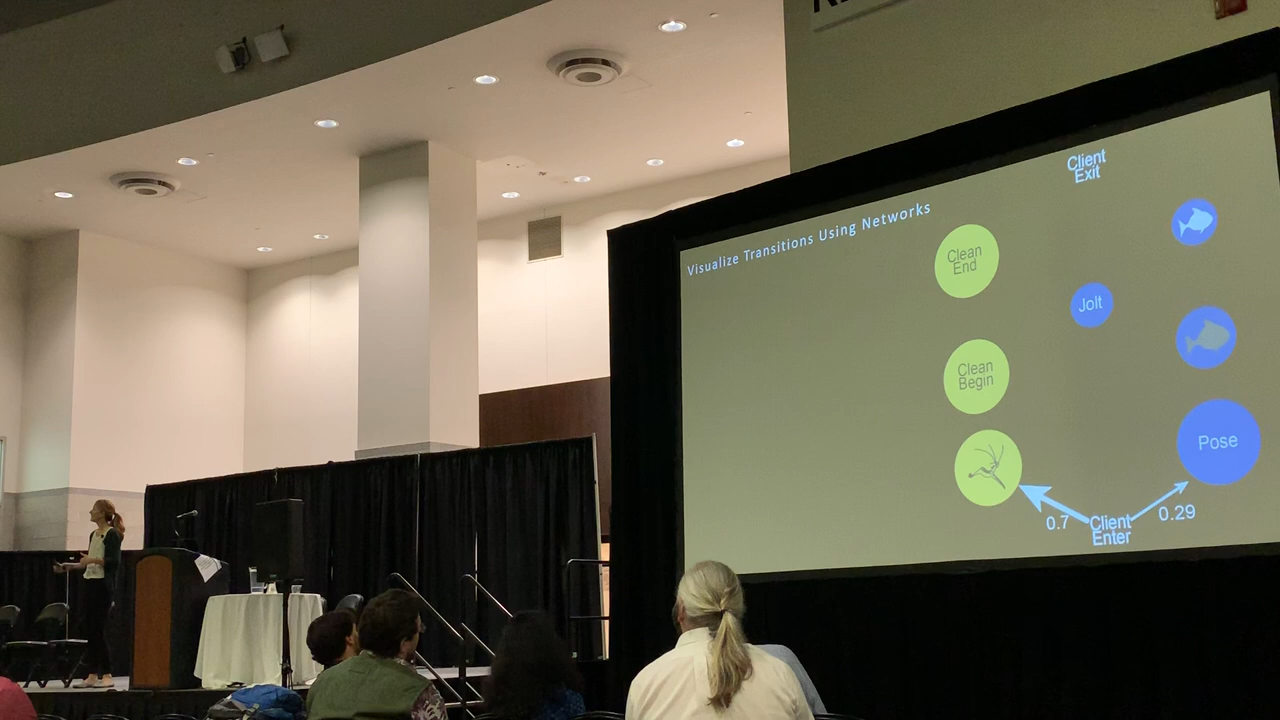 Visualize Transitions Using Networks
Client
Exit
Clean
End
Jolt
Clean
Begin
Pose
0.7
Client
Enter
0.29